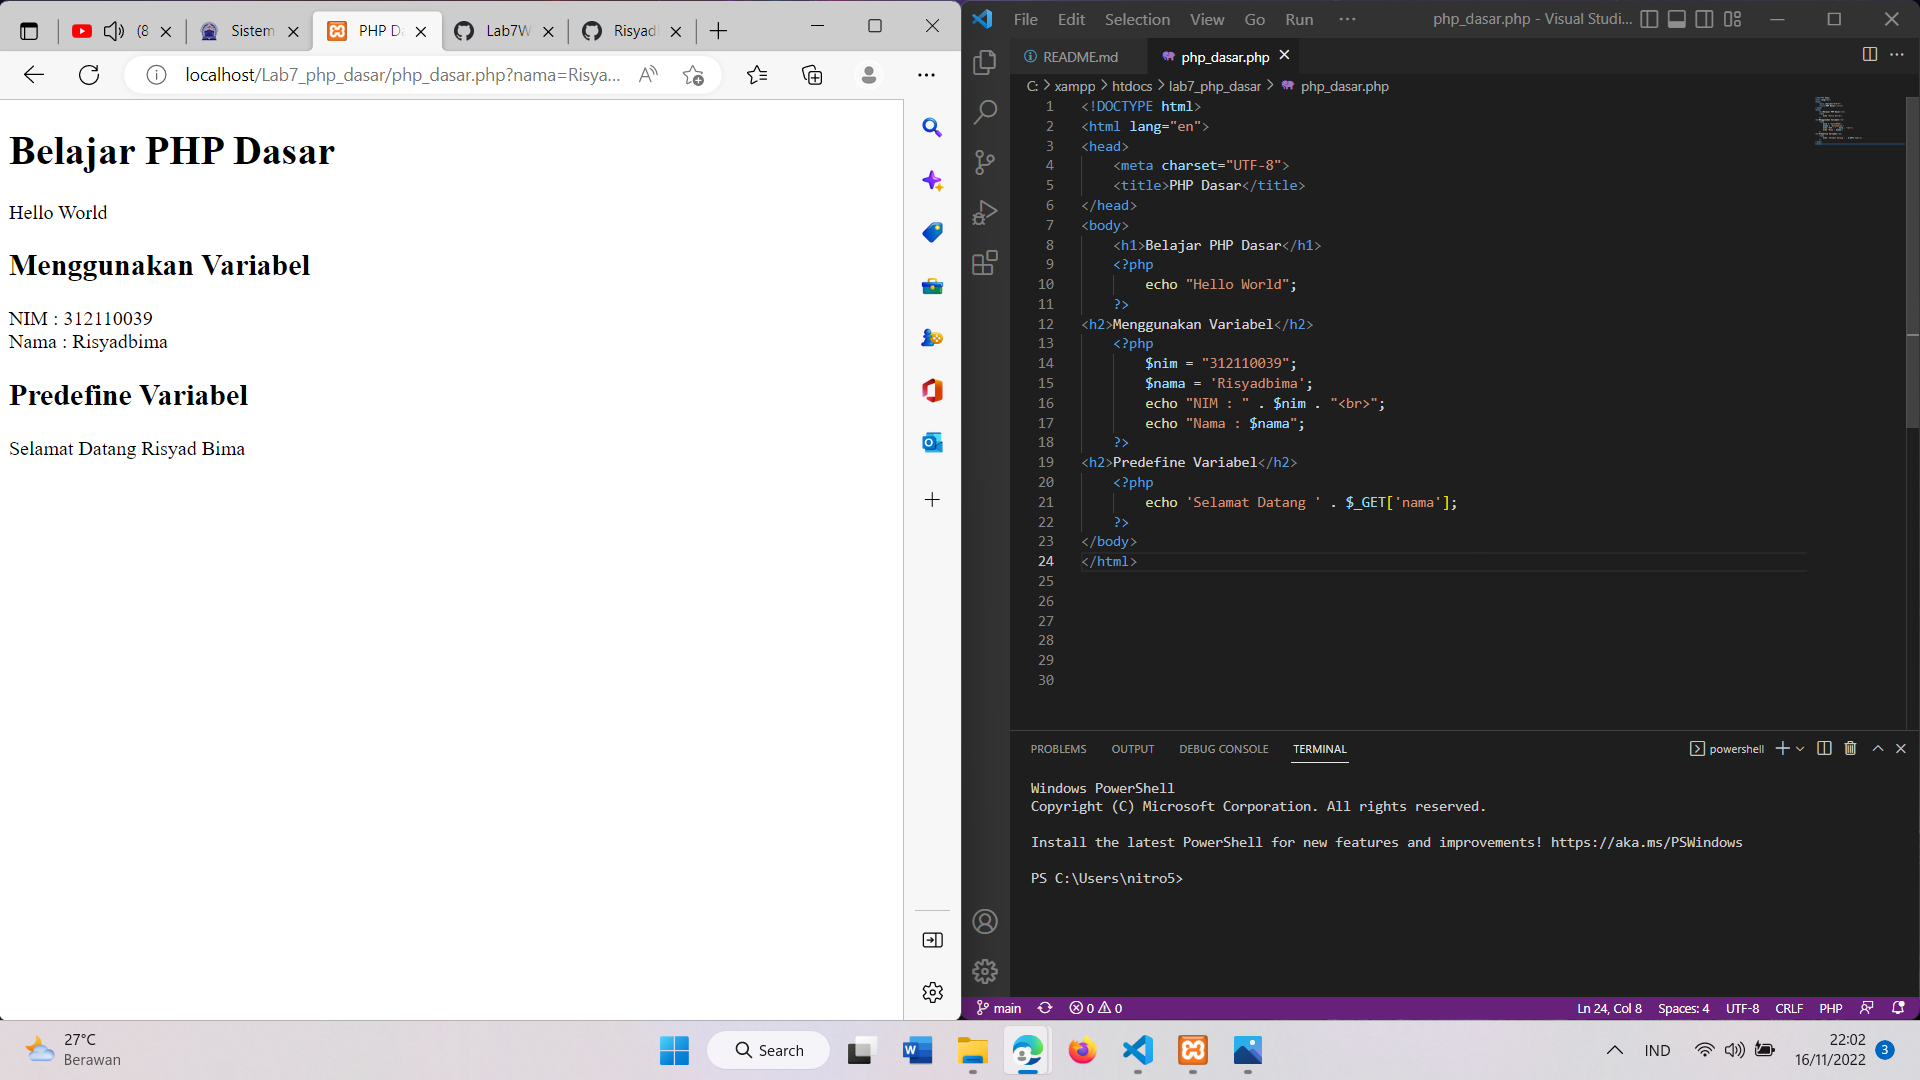 (8
Sistem
PHP Da
Lab7W
Risyad
localhost/Lab7_php_dasar/php_dasar.php?nama=Risya...
Belajar PHP Dasar
Hello World
Menggunakan Variabel
NIM : 312110039
Nama : Risyadbima
Predefine Variabel
Selamat Datang Risyad Bima
File Edit Selection View Go Run ···
php_dasar.php - Visual Studi...
README.md
php_dasar.php
C: > xampp > htdocs > lab7_php_dasar > php_dasar.php
1 <!DOCTYPE html>
2 <html lang="en">
3 <head>
4 <meta charset="UTF-8">
5 <title>PHP Dasar</title>
6 </head>
7 <body>
8 <h1>Belajar PHP Dasar</h1>
9 <?php
10 echo "Hello World";
11 ?>
12 <h2>Menggunakan Variabel</h2>
13 <?php
14 $nim = "312110039";
15 $nama = 'Risyadbima';
16 echo "NIM : " . $nim . "<br>";
17 echo "Nama : $nama";
18 ?>
19 <h2>Predefine Variabel</h2>
20 <?php
21 echo 'Selamat Datang ' . $_GET['nama'];
22 ?>
23 </body>
24 </html>
25
26
27
28
29
30
PROBLEMS OUTPUT DEBUG CONSOLE TERMINAL
powershell
Windows PowerShell
Copyright (C) Microsoft Corporation. All rights reserved.
Install the latest PowerShell for new features and improvements! https://aka.ms/PSWindows
PS C:\Users\nitro5>
main
0 0
Ln 24, Col 8 Spaces: 4 UTF-8 CRLF PHP
27°C
Berawan
Search
IND
22:02
16/11/2022
3